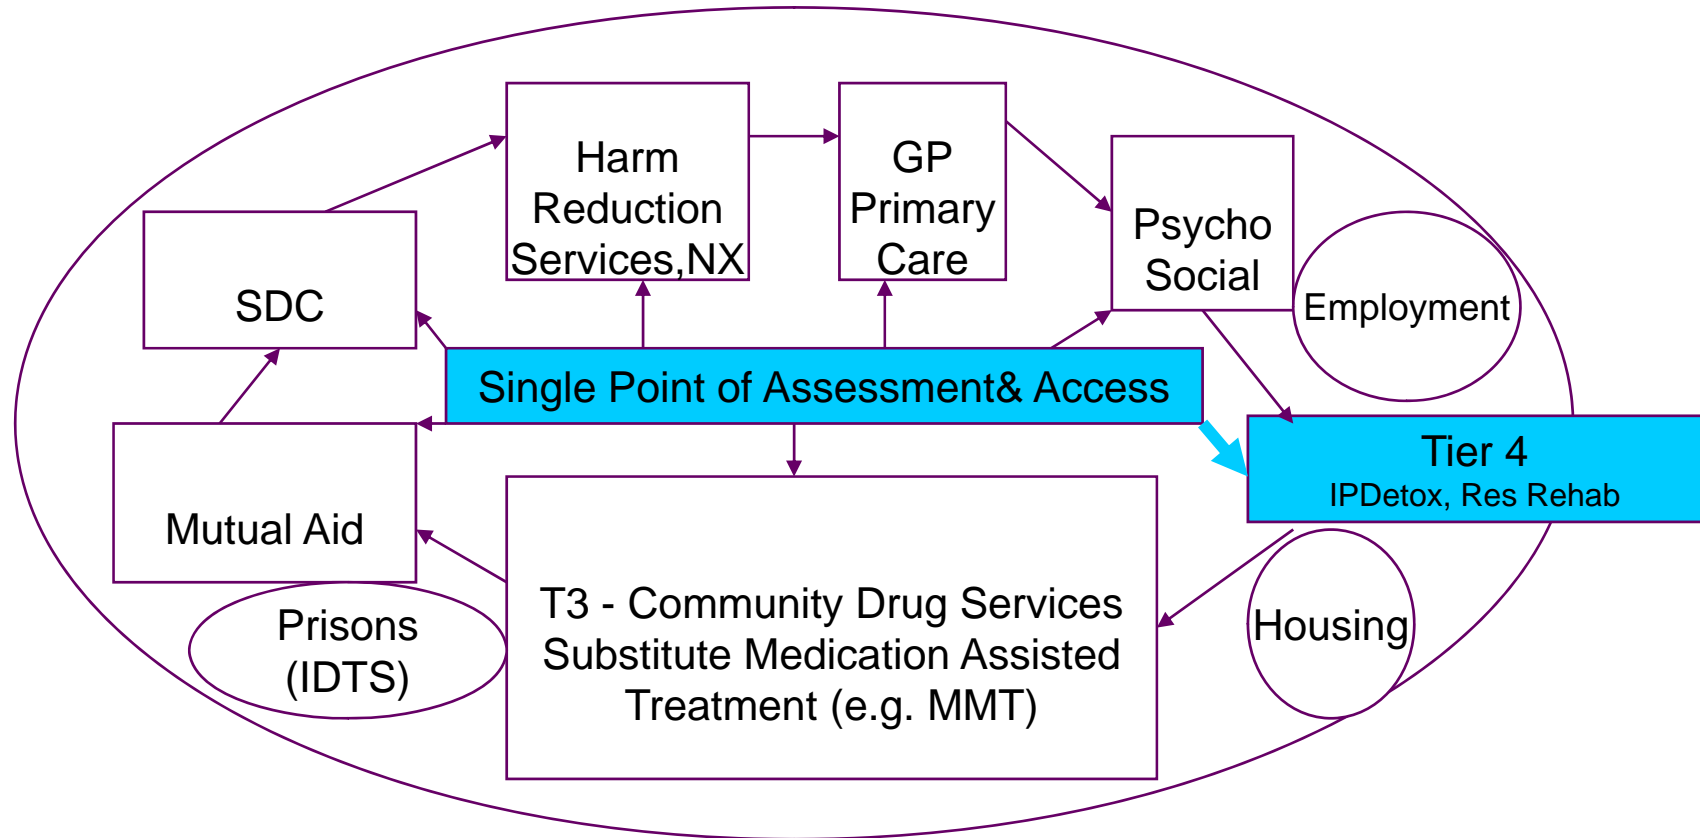 Harm
Reduction
Services,NX
GP
Primary
Care
Psycho
Social
SDC
Employment
Single Point of Assessment& Access
Tier 4
IPDetox, Res Rehab
Mutual Aid
T3 - Community Drug Services
Substitute Medication Assisted
Treatment (e.g. MMT)
Prisons
(IDTS)
Housing